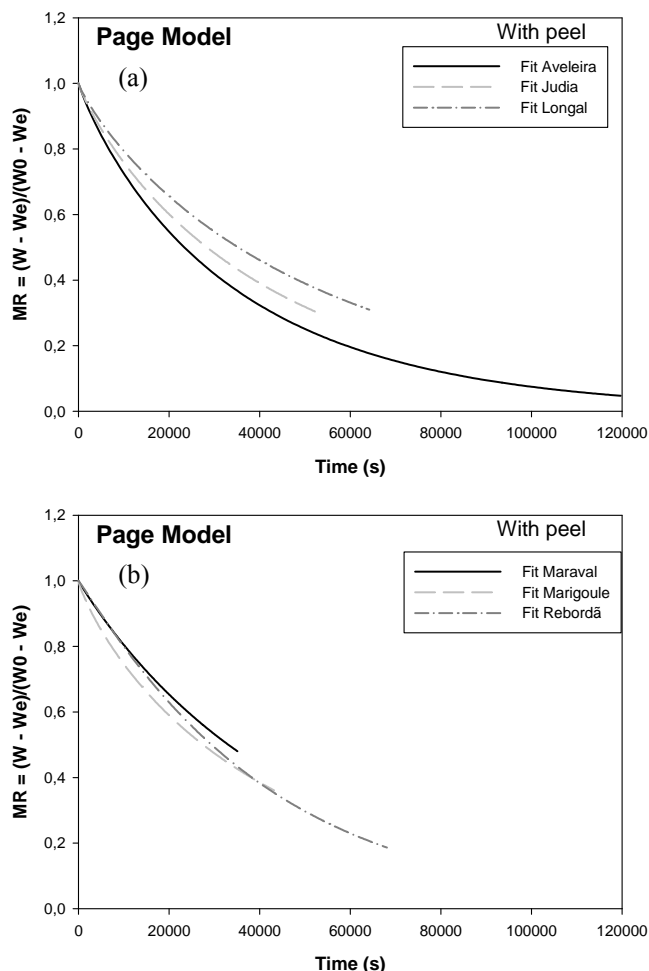 Page Model
With peel
(a)
Fit Aveleira
Fit Judia
Fit Longal
MR = (W - We)/(W0 - We)
1,2
1,0
0,8
0,6
0,4
0,2
0,0
0 20000 40000 60000 80000 100000 120000
Time (s)
Page Model
With peel
(b)
Fit Maraval
Fit Marigoule
Fit Rebordã
MR = (W - We)/(W0 - We)
1,2
1,0
0,8
0,6
0,4
0,2
0,0
0 20000 40000 60000 80000 100000 120000
Time (s)